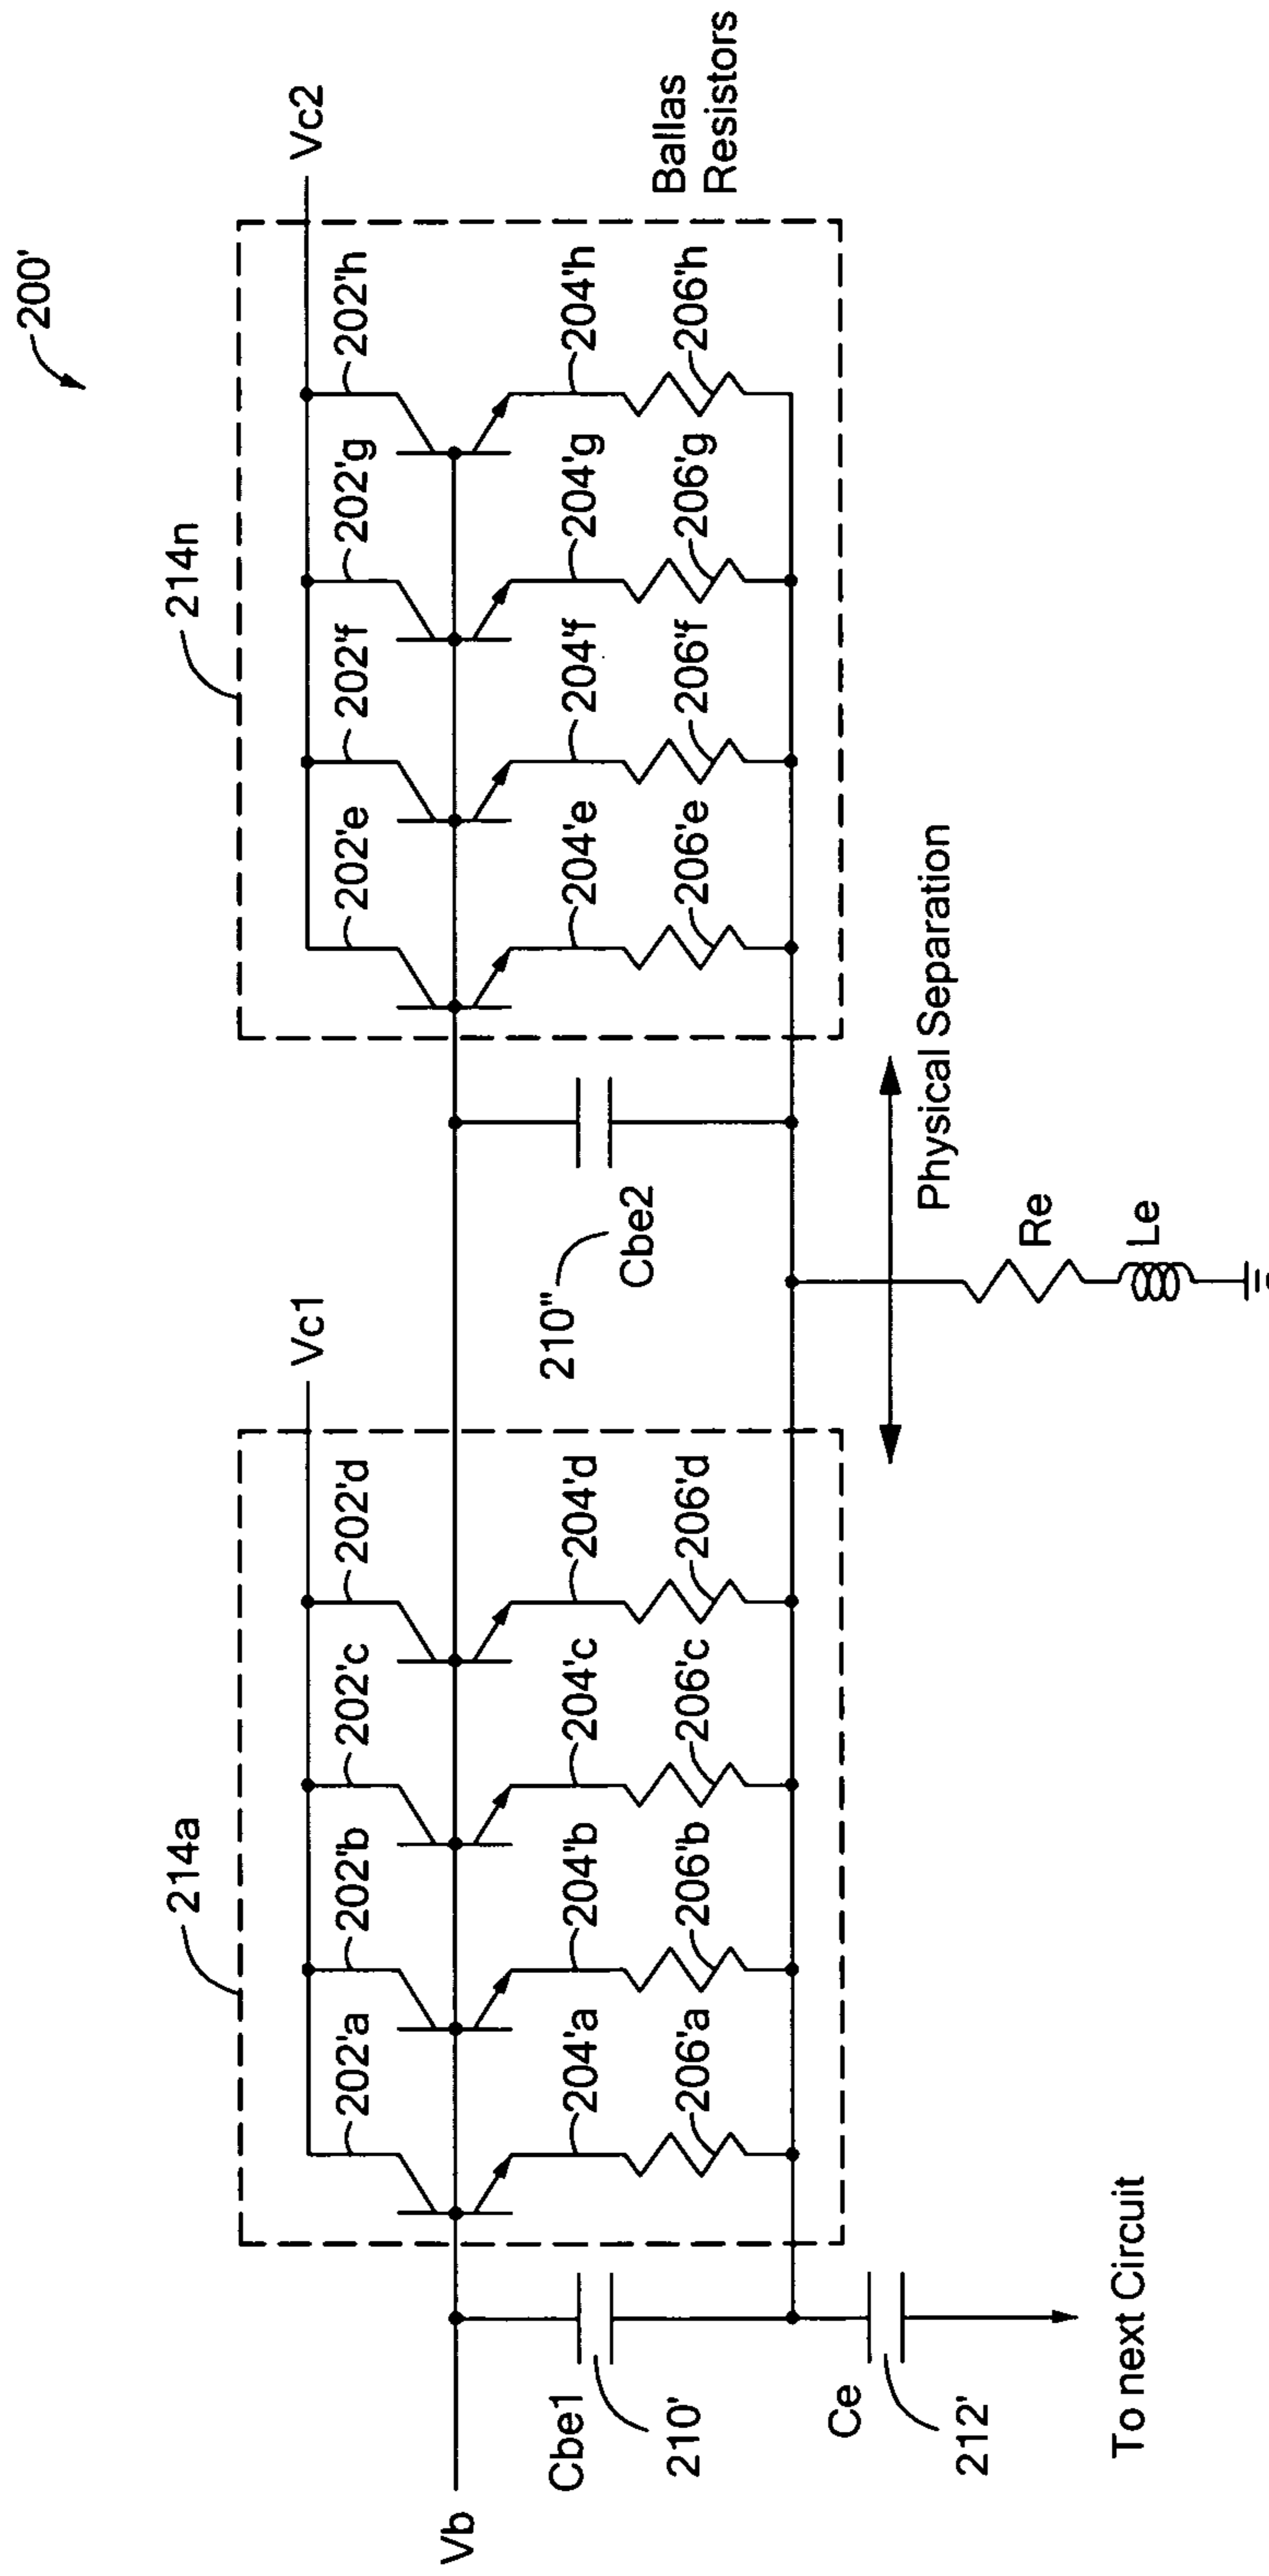 200'
214a
214n
Vc1
Vc2
202'a
202'b
202'c
202'd
202'e
202'f
202'g
202'h
Vb
204'a
204'b
204'c
204'd
204'e
204'f
204'g
204'h
Cbe1
210'
210"
Cbe2
206'a
206'b
206'c
206'd
206'e
206'f
206'g
206'h
Ballas
Resistors
Ce
212'
Physical Separation
Re
Le
To next Circuit